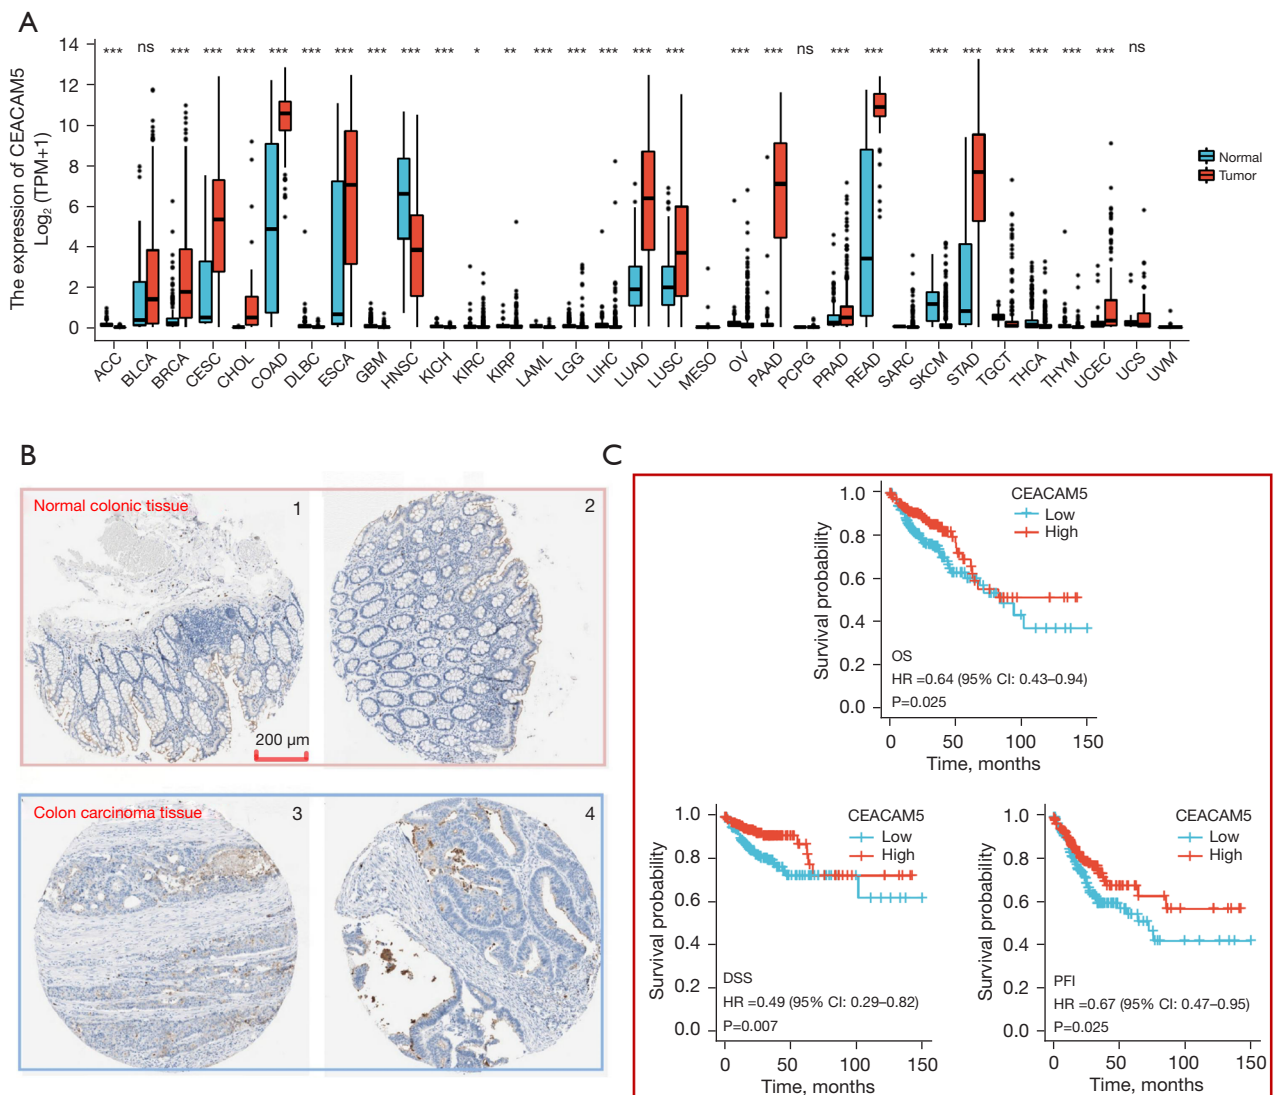 A
The expression of CEACAM5
Log2 (TPM+1)
14
12
10
8
6
4
2
0
*** ns *** *** *** *** *** *** *** *** *** * ** *** *** *** *** *** *** *** ns *** *** *** *** *** *** *** *** ns
Normal
Tumor
ACC BLCA BRCA CESC CHOL COAD DLBC ESCA GBM HNSC KICH KIRC KIRP LAML LGG LIHC LUAD LUSC MESO OV PAAD PCPG PRAD READ SARC SKCM STAD TGCT THCA THYM UCEC UCS UVM
B
Normal colonic tissue
1
2
200 μm
Colon carcinoma tissue
3
4
C
Survival probability
1.0
0.8
0.6
0.4
0.2
0.0
CEACAM5
Low
High
OS
HR =0.64 (95% CI: 0.43–0.94)
P=0.025
0 50 100 150
Time, months
Survival probability
1.0
0.8
0.6
0.4
0.2
0.0
CEACAM5
Low
High
DSS
HR =0.49 (95% CI: 0.29–0.82)
P=0.007
0 50 100 150
Time, months
Survival probability
1.0
0.8
0.6
0.4
0.2
0.0
CEACAM5
Low
High
PFI
HR =0.67 (95% CI: 0.47–0.95)
P=0.025
0 50 100 150
Time, months